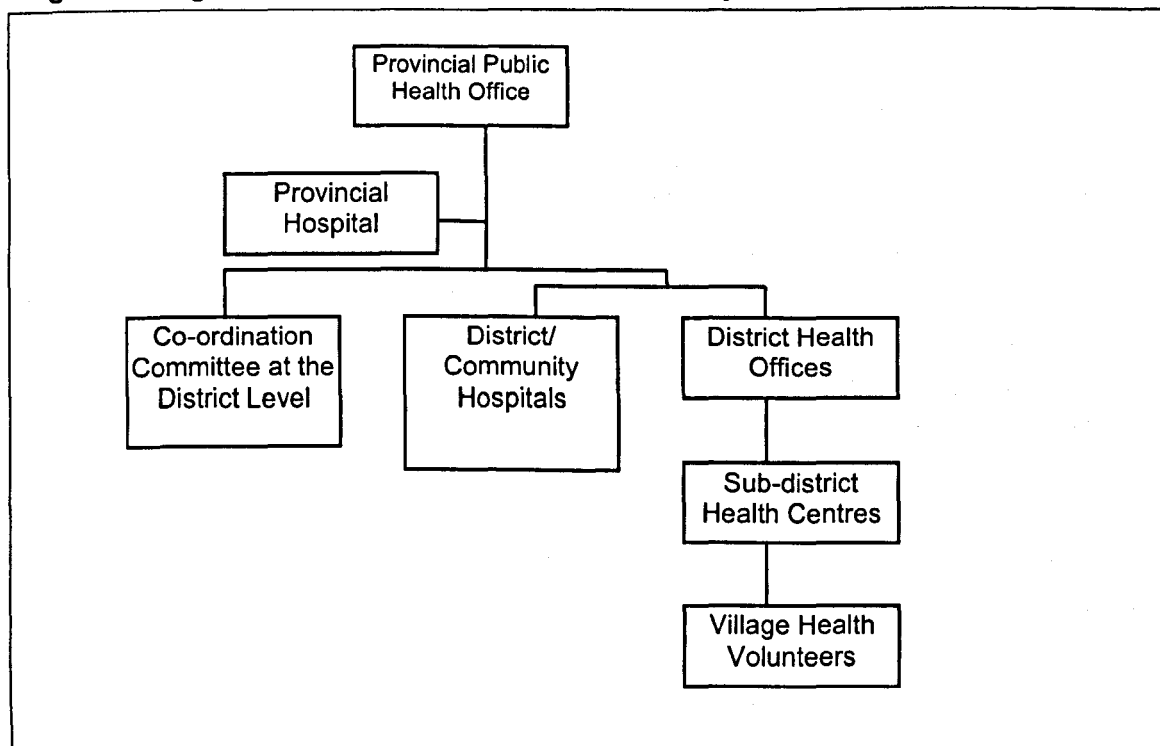 Provincial Public
Health Office
Provincial
Hospital
Co-ordination
Committee at the
District Level
District/
Community
Hospitals
District Health
Offices
Sub-district
Health Centres
Village Health
Volunteers